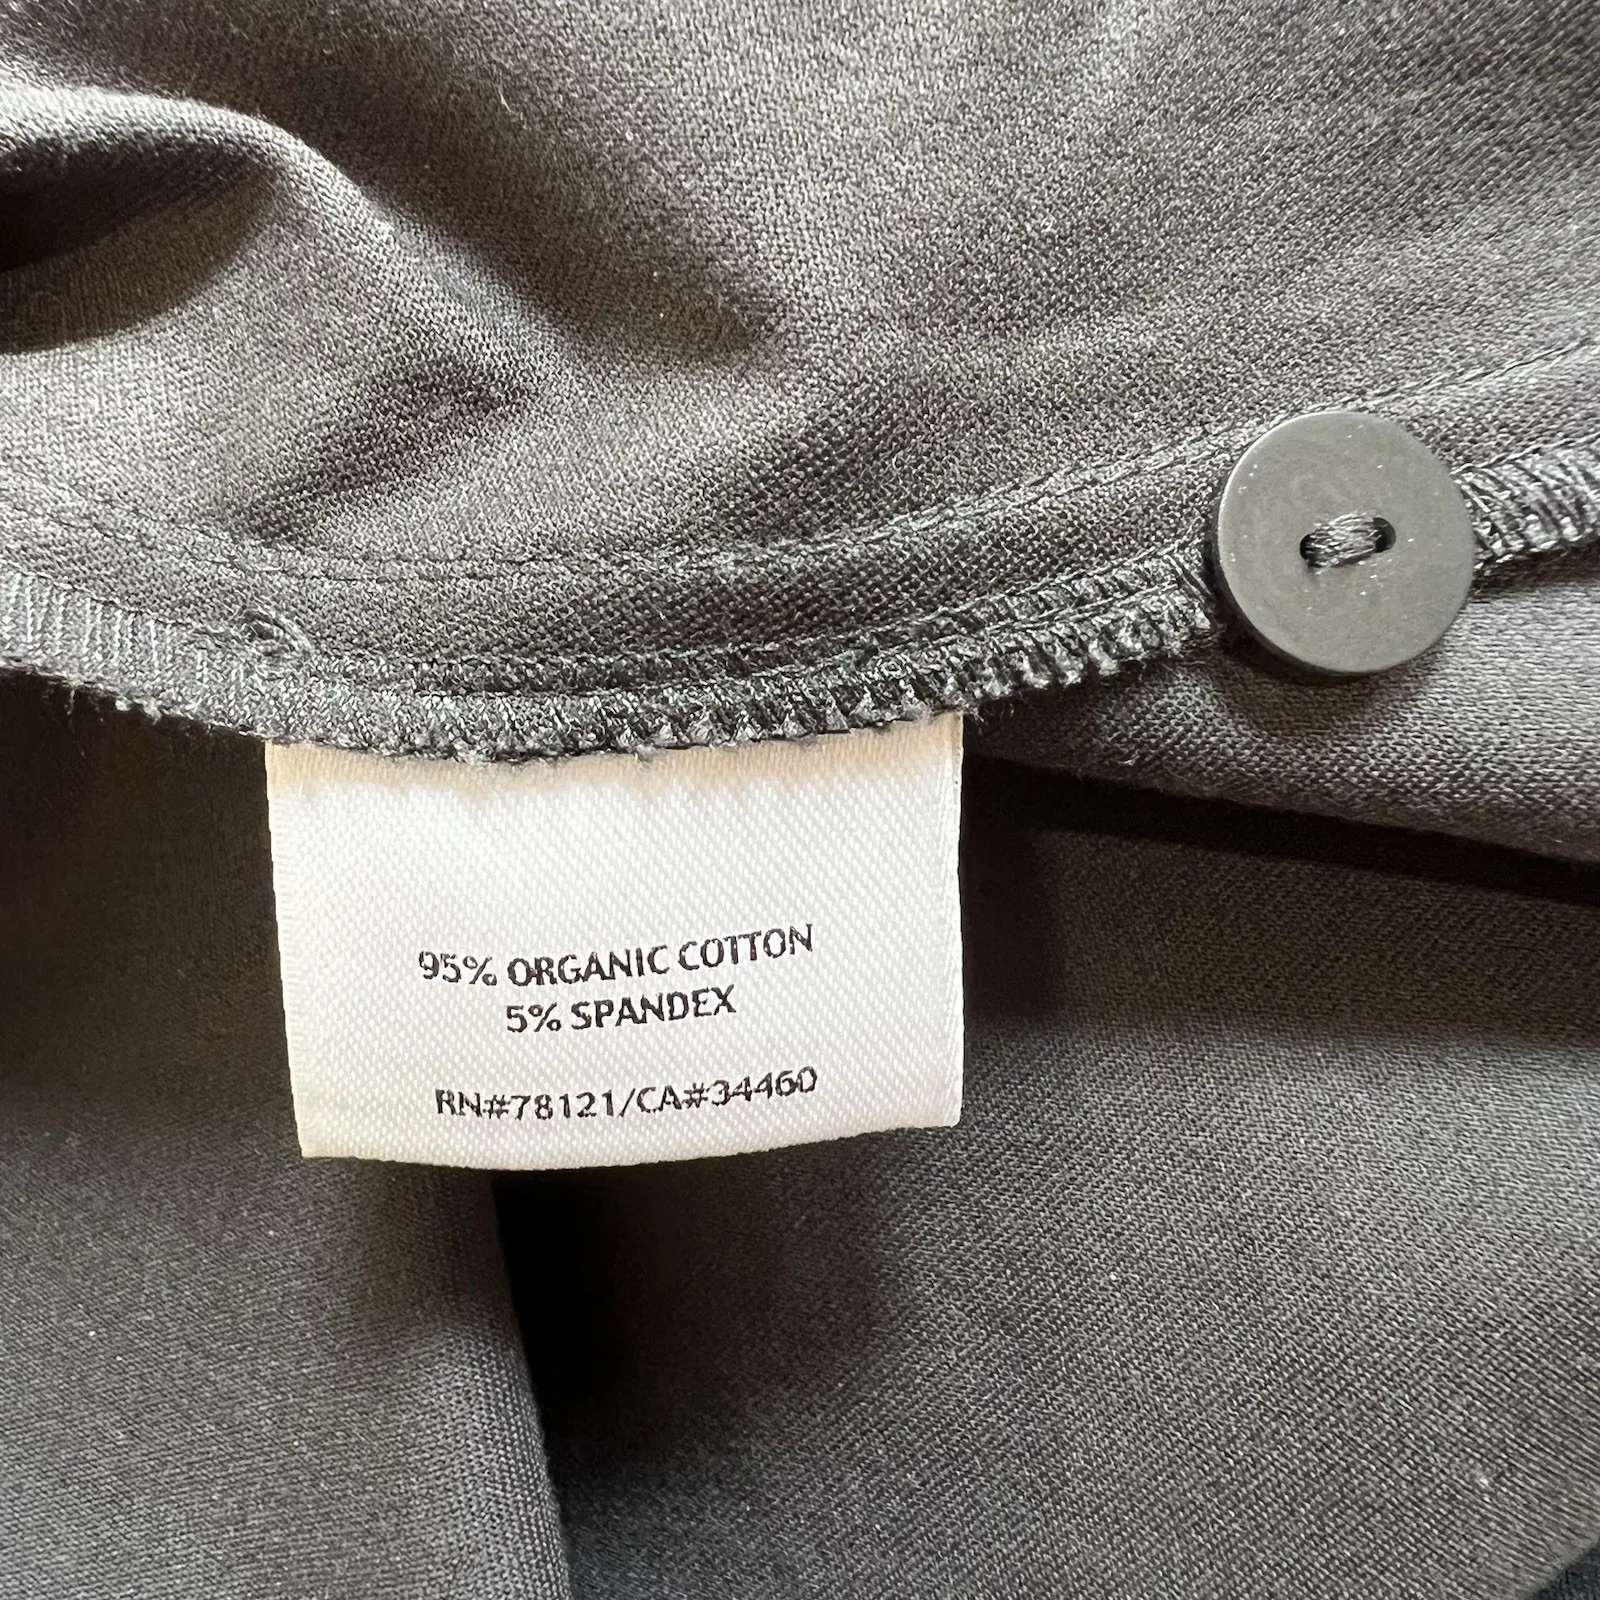 95% ORGANIC COTTON
5% SPANDEX
RN#78121/CA#34460